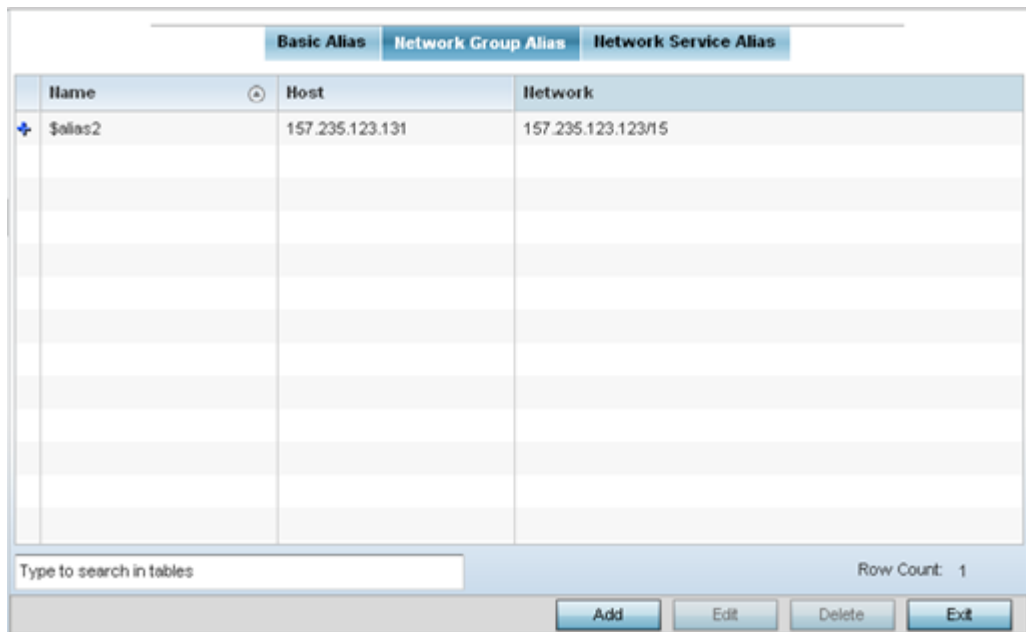 Basic Alias Network Group Alias Network Service Alias
Name Host Network
$alias2 157.235.123.131 157.235.123.123/15
Type to search in tables Row Count: 1
Add Edit Delete Exit